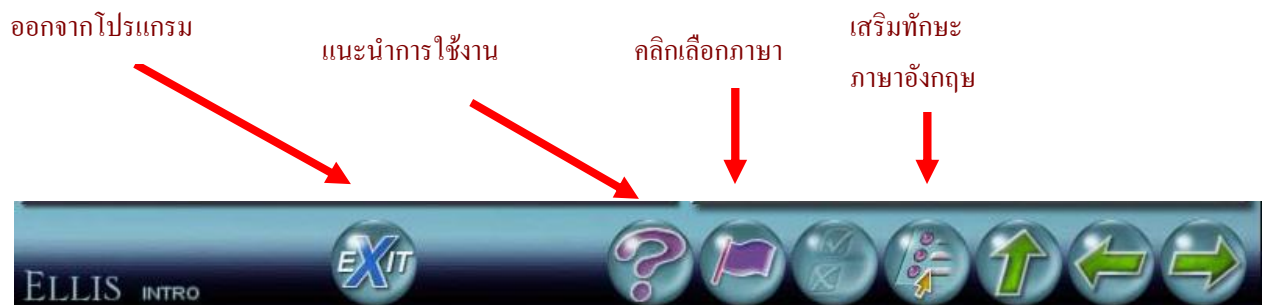 ออกจากโปรแกรม
แนะนำการใช้งาน
คลิกเลือกภาษา
เสริมทักษะ
ภาษาอังกฤษ
EXIT
ELLIS INTRO